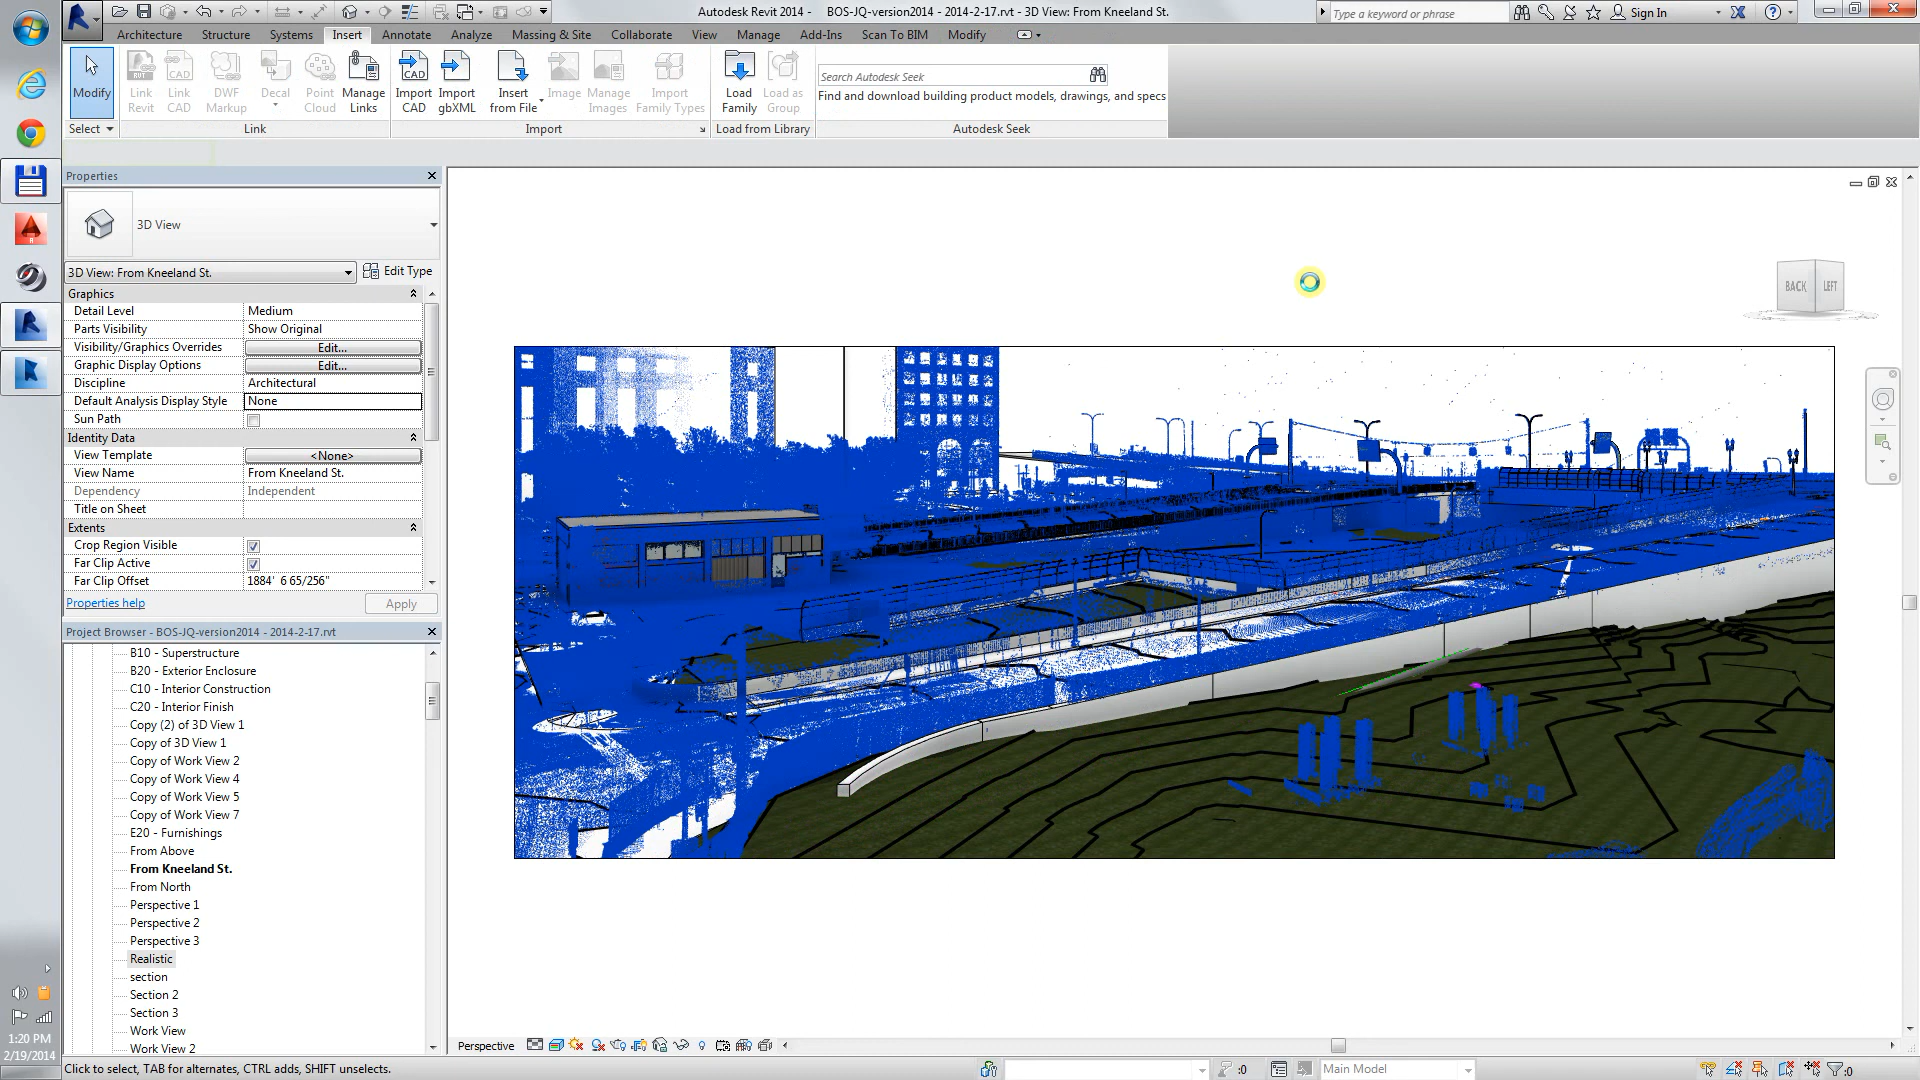 Autodesk Revit 2014 - BOS-JQ-version2014 - 2014-2-17.rvt - 3D View: From Kneeland St.
Type a keyword or phrase
Sign In
Architecture Structure Systems Insert Annotate Analyze Massing & Site Collaborate View Manage Add-Ins Scan To BIM Modify
Modify
Link Revit
Link CAD
DWF Markup
Decal
Point Cloud
Manage Links
Import CAD
Import gbXML
Insert from File
Image
Manage Images
Import Family Types
Load Family
Load as Group
Search Autodesk Seek
Find and download building product models, drawings, and specs
Select
Link
Import
Load from Library
Autodesk Seek
Properties
3D View
3D View: From Kneeland St.
Edit Type
Graphics
Detail Level Medium
Parts Visibility Show Original
Visibility/Graphics Overrides Edit...
Graphic Display Options Edit...
Discipline Architectural
Default Analysis Display Style None
Sun Path
Identity Data
View Template <None>
View Name From Kneeland St.
Dependency Independent
Title on Sheet
Extents
Crop Region Visible
Far Clip Active
Far Clip Offset 1884' 6 65/256"
Properties help
Apply
Project Browser - BOS-JQ-version2014 - 2014-2-17.rvt
B10 - Superstructure
B20 - Exterior Enclosure
C10 - Interior Construction
C20 - Interior Finish
Copy (2) of 3D View 1
Copy of 3D View 1
Copy of Work View 2
Copy of Work View 4
Copy of Work View 5
Copy of Work View 7
E20 - Furnishings
From Above
From Kneeland St.
From North
Perspective 1
Perspective 2
Perspective 3
Realistic
section
Section 2
Section 3
Work View
Work View 2
BACK LEFT
Perspective
1:20 PM
2/19/2014
Click to select, TAB for alternates, CTRL adds, SHIFT unselects.
:0
Main Model
:0